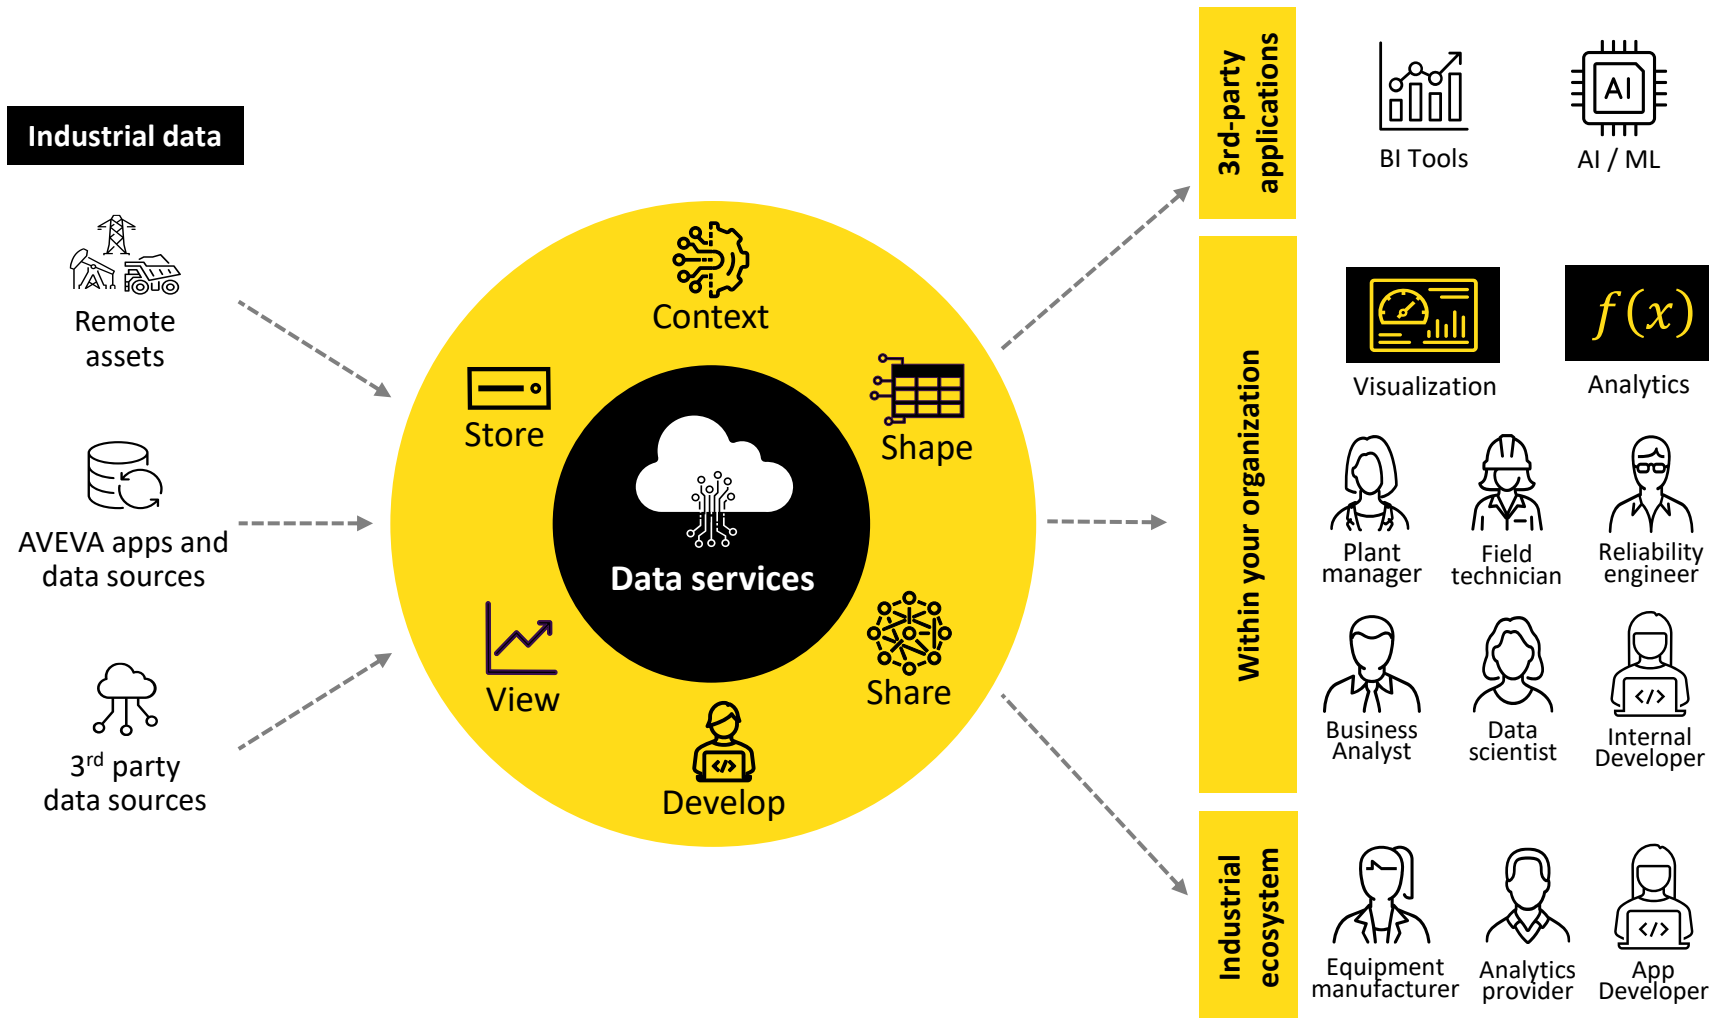 Industrial data
Remote
assets
AVEVA apps and
data sources
3rd party
data sources
Context
Store
Shape
Data services
View
Share
Develop
3rd-party
applications
BI Tools
AI
AI / ML
Within your organization
Visualization
f(x)
Analytics
Plant
manager
Field
technician
Reliability
engineer
Business
Analyst
Data
scientist
</>
Internal
Developer
Industrial
ecosystem
Equipment
manufacturer
Analytics
provider
</>
App
Developer
</>